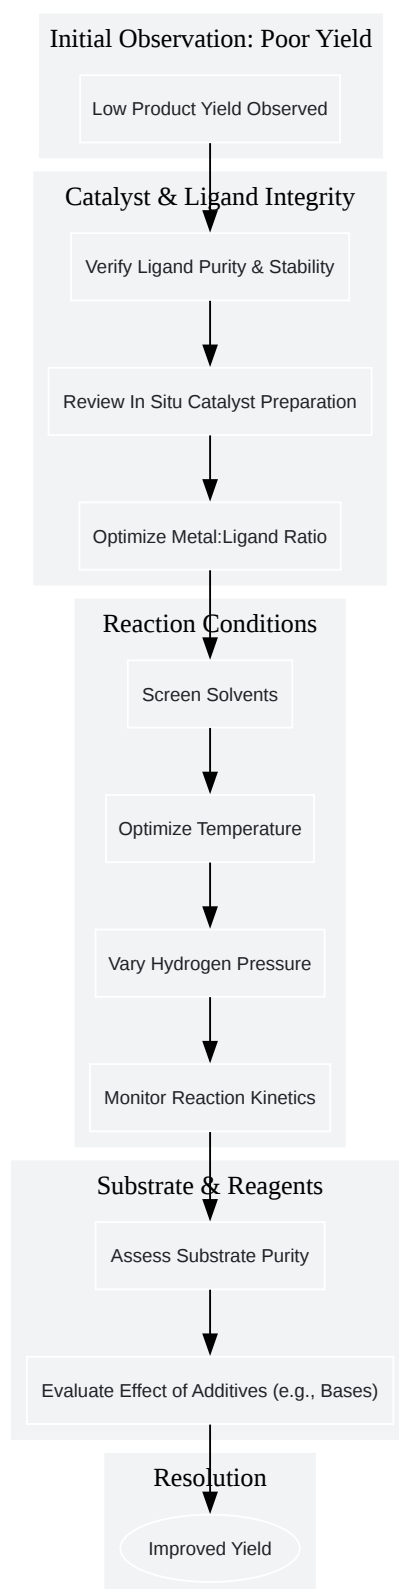 Initial Observation: Poor Yield
Low Product Yield Observed
Catalyst & Ligand Integrity
Verify Ligand Purity & Stability
Review In Situ Catalyst Preparation
Optimize Metal:Ligand Ratio
Reaction Conditions
Screen Solvents
Optimize Temperature
Vary Hydrogen Pressure
Monitor Reaction Kinetics
Substrate & Reagents
Assess Substrate Purity
Evaluate Effect of Additives (e.g., Bases)
Resolution
Improved Yield